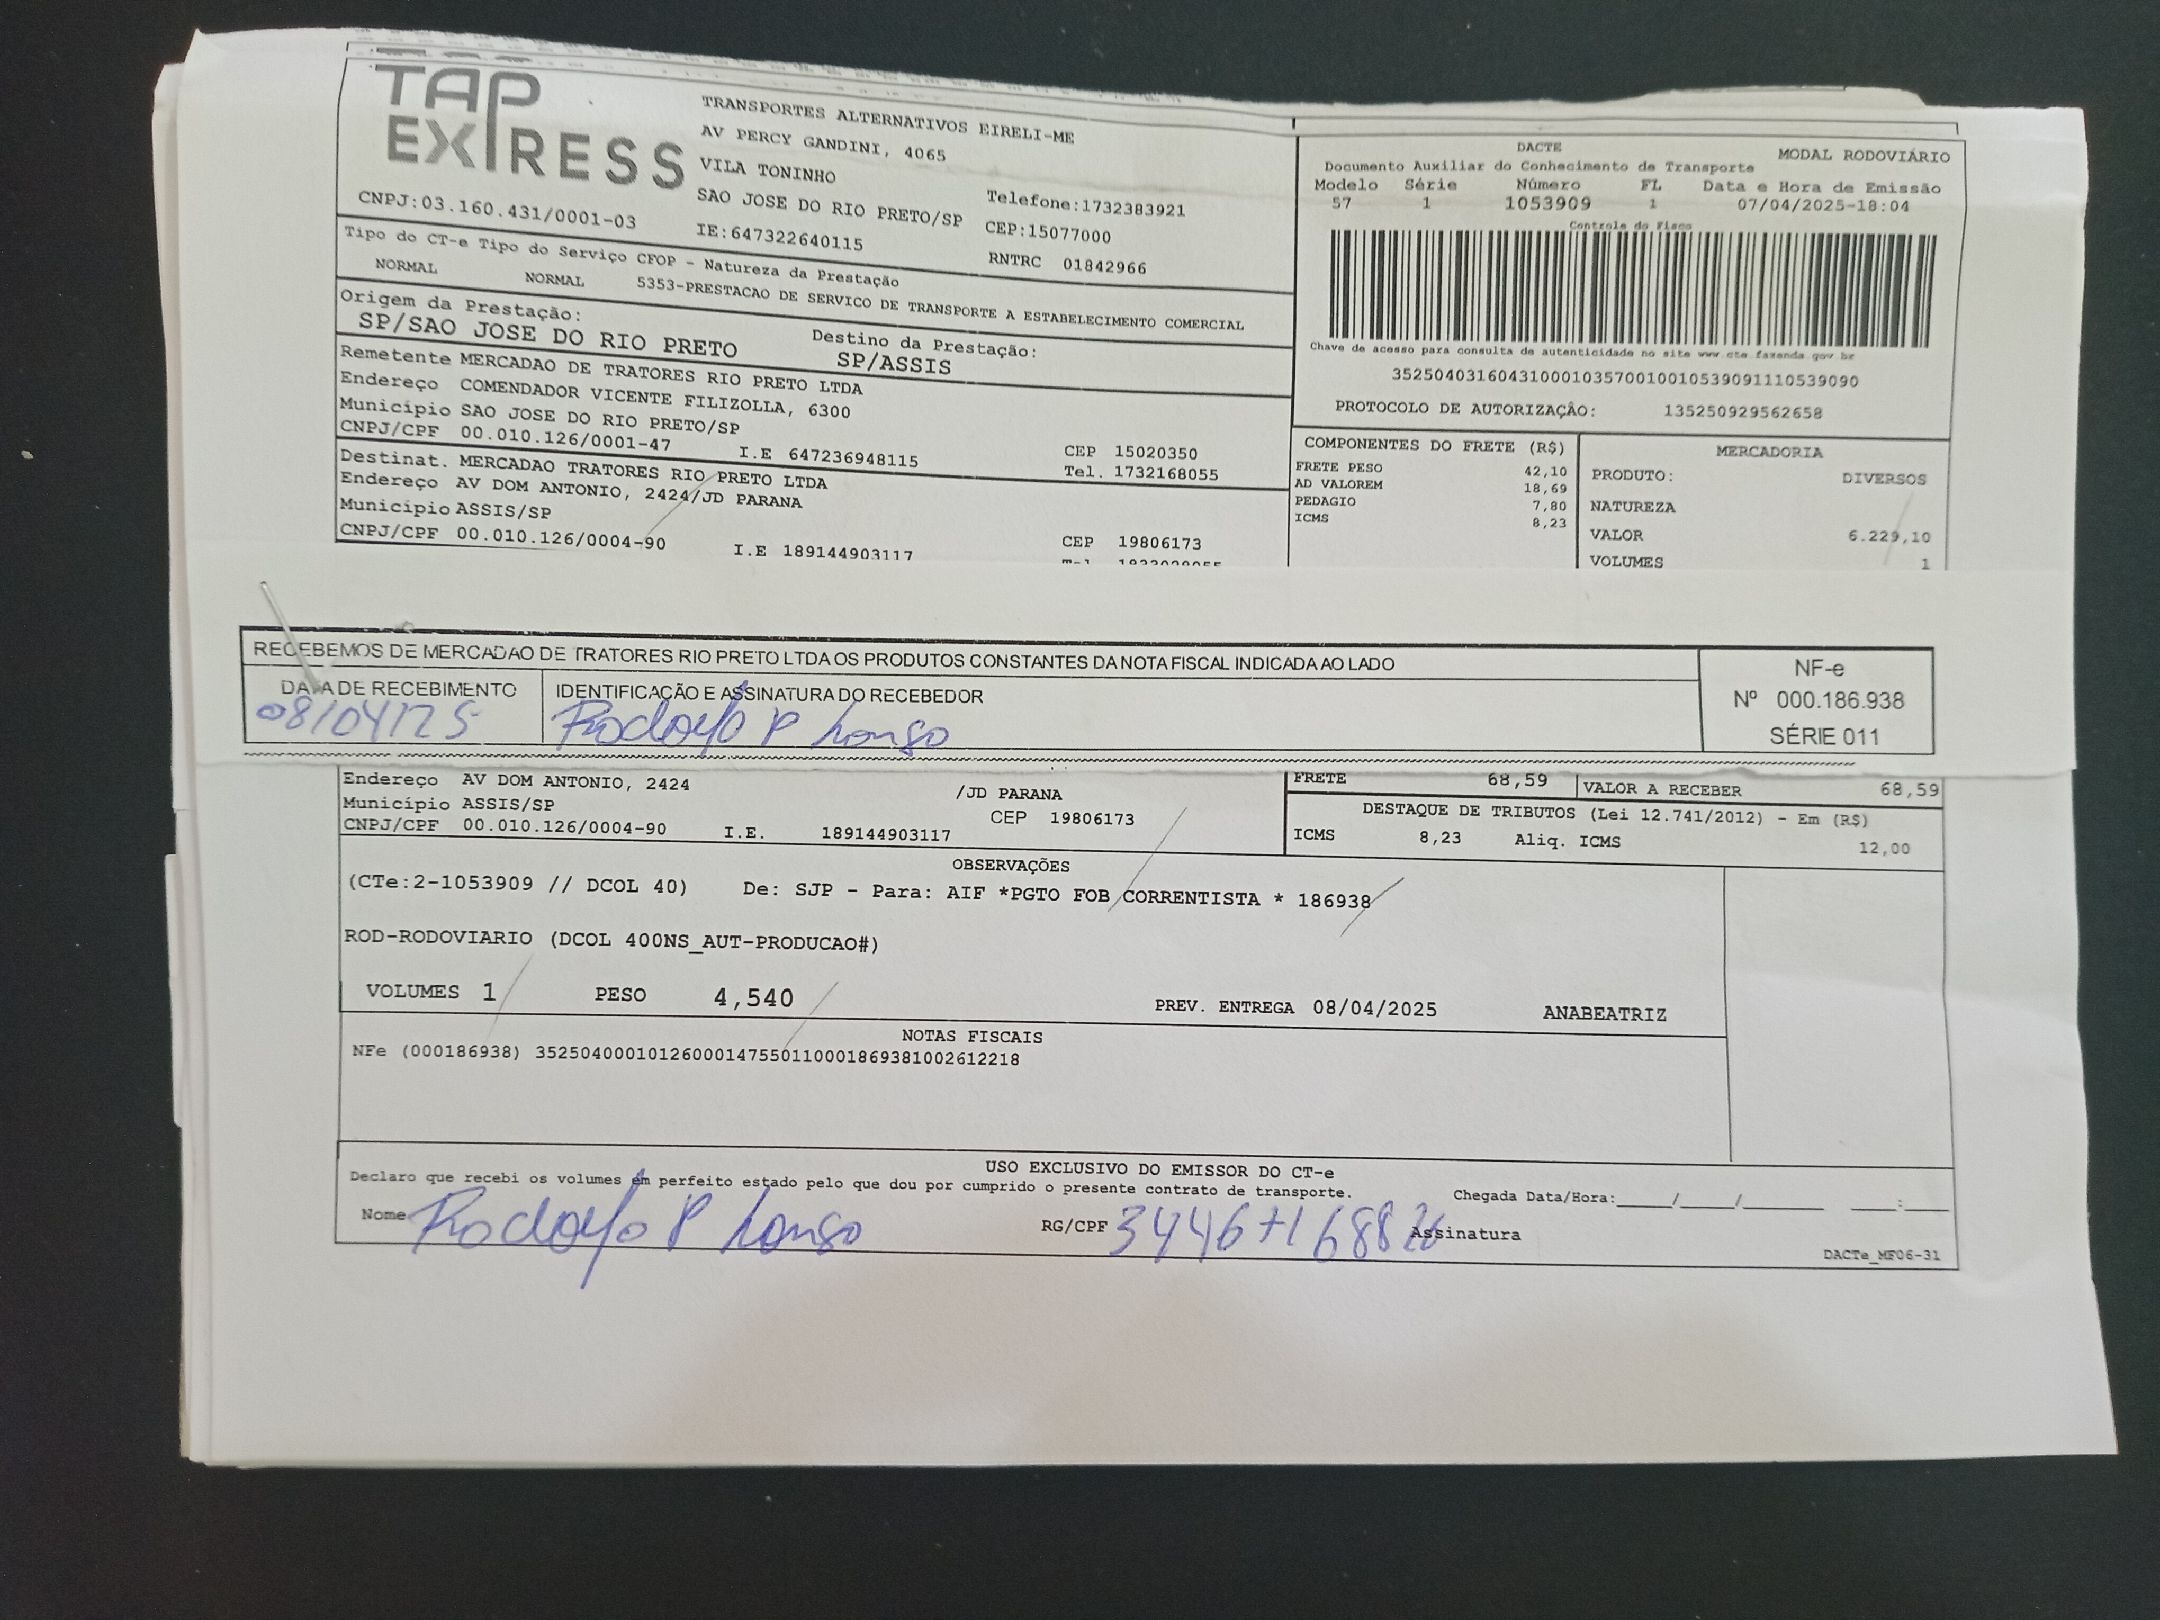 TAP
EXPRESS
TRANSPORTES ALTERNATIVOS EIRELI-ME
AV PERCY GANDINI, 4065
VILA TONINHO
SAO JOSE DO RIO PRETO/SP
Telefone:1732383921
CNPJ:03.160.431/0001-03
IE:647322640115
CEP:15077000
RNTRC 01842966
DACTE
MODAL RODOVIÁRIO
Documento Auxiliar do Conhecimento de Transporte
Modelo Série Número FL Data e Hora de Emissão
57 1 1053909 1 07/04/2025-18:04
Controle do Fisco
Chave de acesso para consulta de autenticidade no site www.cte.fazenda.gov.br
35250403160431000103570010010539091110539090
PROTOCOLO DE AUTORIZAÇÃO: 135250929562658
Tipo do CT-e Tipo do Serviço CFOP - Natureza da Prestação
NORMAL NORMAL 5353-PRESTACAO DE SERVICO DE TRANSPORTE A ESTABELECIMENTO COMERCIAL
Origem da Prestação: Destino da Prestação:
SP/SAO JOSE DO RIO PRETO SP/ASSIS
Remetente MERCADAO DE TRATORES RIO PRETO LTDA
Endereço COMENDADOR VICENTE FILIZOLLA, 6300
Município SAO JOSE DO RIO PRETO/SP CEP 15020350
CNPJ/CPF 00.010.126/0001-47 I.E 647236948115 Tel. 1732168055
Destinat. MERCADAO TRATORES RIO PRETO LTDA
Endereço AV DOM ANTONIO, 2424/JD PARANA
Município ASSIS/SP CEP 19806173
CNPJ/CPF 00.010.126/0004-90 I.E 189144903117
COMPONENTES DO FRETE (R$)
FRETE PESO 42,10
AD VALOREM 18,69
PEDAGIO 7,80
ICMS 8,23
MERCADORIA
PRODUTO: DIVERSOS
NATUREZA
VALOR 6.229,10
VOLUMES 1
RECEBEMOS DE MERCADAO DE TRATORES RIO PRETO LTDA OS PRODUTOS CONSTANTES DA NOTA FISCAL INDICADA AO LADO
DATA DE RECEBIMENTO IDENTIFICAÇÃO E ASSINATURA DO RECEBEDOR
08/04/25 Rodolfo P Longo
NF-e
Nº 000.186.938
SÉRIE 011
Endereço AV DOM ANTONIO, 2424 /JD PARANA
Município ASSIS/SP CEP 19806173
CNPJ/CPF 00.010.126/0004-90 I.E. 189144903117
FRETE 68,59 VALOR A RECEBER 68,59
DESTAQUE DE TRIBUTOS (Lei 12.741/2012) - Em (R$)
ICMS 8,23 Aliq. ICMS 12,00
OBSERVAÇÕES
(CTe:2-1053909 // DCOL 40) De: SJP - Para: AIF *PGTO FOB CORRENTISTA * 186938
ROD-RODOVIARIO (DCOL 400NS_AUT-PRODUCAO#)
VOLUMES 1 PESO 4,540 PREV. ENTREGA 08/04/2025 ANABEATRIZ
NOTAS FISCAIS
NFe (000186938) 35250400010126000147550110001869381002612218
USO EXCLUSIVO DO EMISSOR DO CT-e
Declaro que recebi os volumes em perfeito estado pelo que dou por cumprido o presente contrato de transporte.
Chegada Data/Hora:____/____/______ ____:____
Nome Rodolfo P Longo RG/CPF Assinatura
DACTe_MF06-31